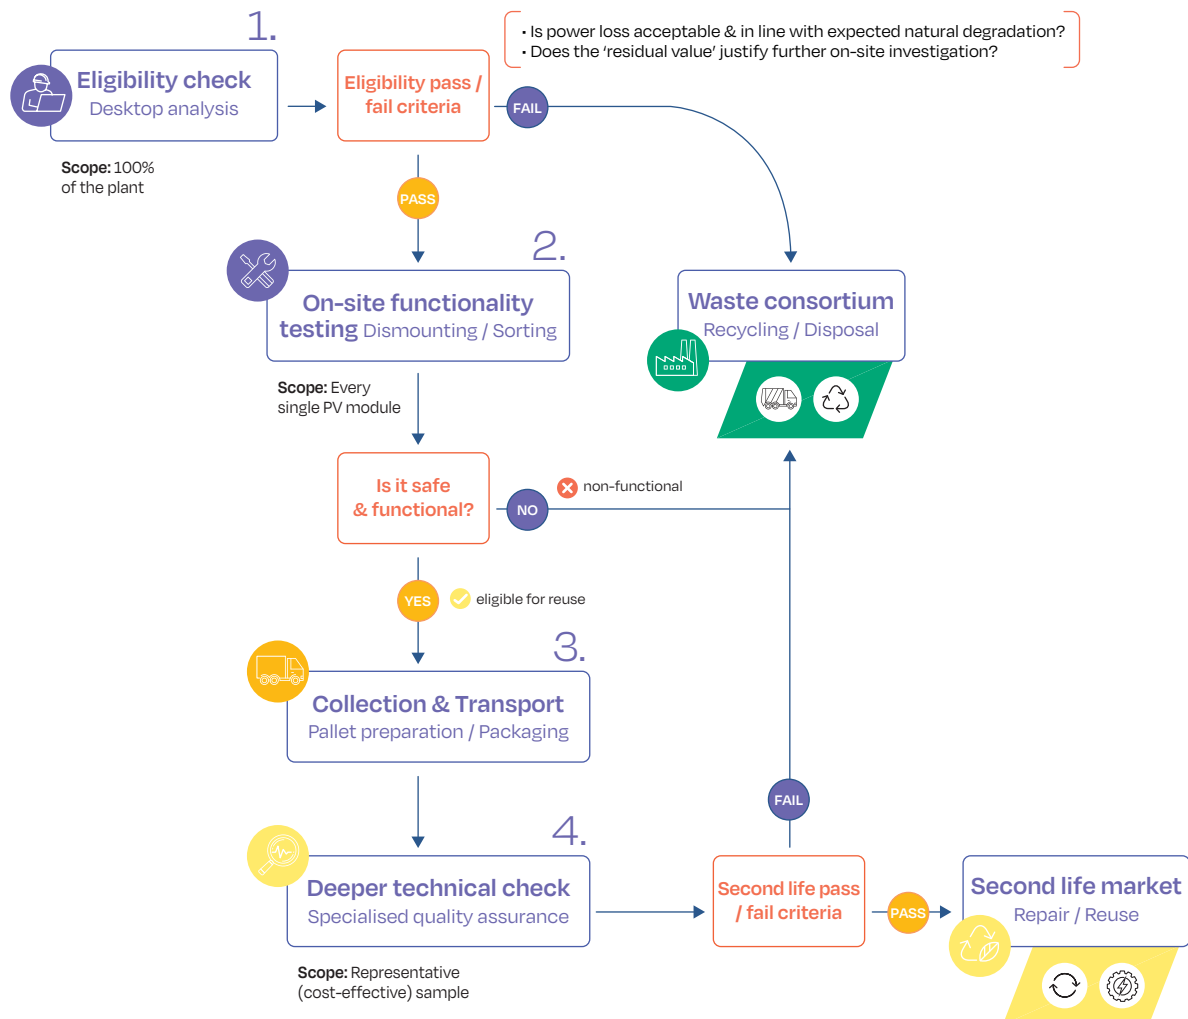 1.
Eligibility check
Desktop analysis
Scope: 100%
of the plant
Eligibility pass /
fail criteria
• Is power loss acceptable & in line with expected natural degradation?
• Does the ‘residual value’ justify further on-site investigation?
FAIL
PASS
2.
On-site functionality
testing Dismounting / Sorting
Scope: Every
single PV module
Waste consortium
Recycling / Disposal
Is it safe
& functional?
NO
non-functional
YES
eligible for reuse
3.
Collection & Transport
Pallet preparation / Packaging
4.
Deeper technical check
Specialised quality assurance
Scope: Representative
(cost-effective) sample
FAIL
Second life pass
/ fail criteria
PASS
Second life market
Repair / Reuse